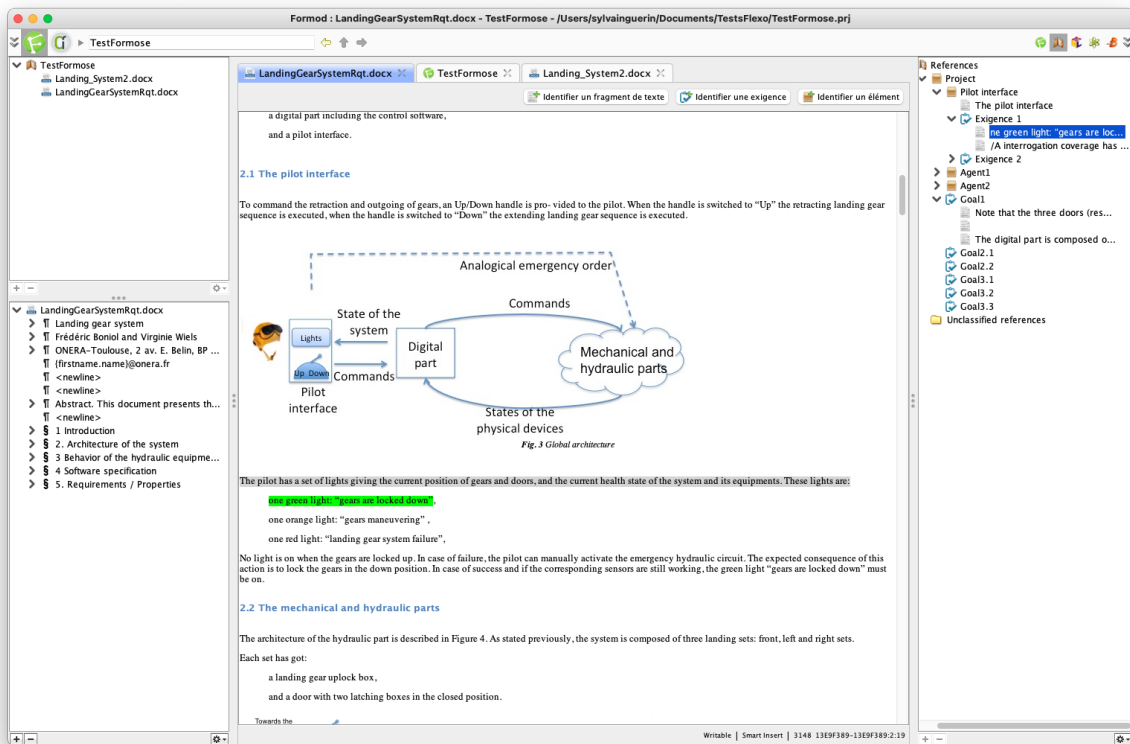 Formod : LandingGearSystemRqt.docx - TestFormose - /Users/sylvainguerin/Documents/TestsFlexo/TestFormose.prj
TestFormose
TestFormose
Landing_System2.docx
LandingGearSystemRqt.docx
LandingGearSystemRqt.docx
Landing gear system
Frédéric Boniol and Virginie Wiels
ONERA-Toulouse, 2 av. E. Belin, BP ...
{firstname.name}@onera.fr
<newline>
<newline>
Abstract. This document presents th...
<newline>
§ 1 Introduction
§ 2. Architecture of the system
§ 3 Behavior of the hydraulic equipme...
§ 4 Software specification
§ 5. Requirements / Properties
LandingGearSystemRqt.docx
TestFormose
Landing_System2.docx
Identifier un fragment de texte
Identifier une exigence
Identifier un élément
a digital part including the control software,
and a pilot interface.
2.1 The pilot interface
To command the retraction and outgoing of gears, an Up/Down handle is pro- vided to the pilot. When the handle is switched to “Up” the retracting landing gear
sequence is executed, when the handle is switched to “Down” the extending landing gear sequence is executed.
Analogical emergency order
Commands
State of the
system
Lights
Digital
part
Mechanical and
hydraulic parts
Up Down
Commands
Pilot
interface
States of the
physical devices
Fig. 3 Global architecture
The pilot has a set of lights giving the current position of gears and doors, and the current health state of the system and its equipments. These lights are:
one green light: “gears are locked down”,
one orange light: “gears maneuvering” ,
one red light: “landing gear system failure”,
No light is on when the gears are locked up. In case of failure, the pilot can manually activate the emergency hydraulic circuit. The expected consequence of this
action is to lock the gears in the down position. In case of success and if the corresponding sensors are still working, the green light “gears are locked down” must
be on.
2.2 The mechanical and hydraulic parts
The architecture of the hydraulic part is described in Figure 4. As stated previously, the system is composed of three landing sets: front, left and right sets.
Each set has got:
a landing gear uplock box,
and a door with two latching boxes in the closed position.
Towards the
Writable | Smart Insert | 3148 13E9F389-13E9F389:2:19
References
Project
Pilot interface
The pilot interface
Exigence 1
ne green light: “gears are loc...
/A interrogation coverage has ...
Exigence 2
Agent1
Agent2
Goal1
Note that the three doors (res...
The digital part is composed o...
Goal2.1
Goal2.2
Goal3.1
Goal3.2
Goal3.3
Unclassified references